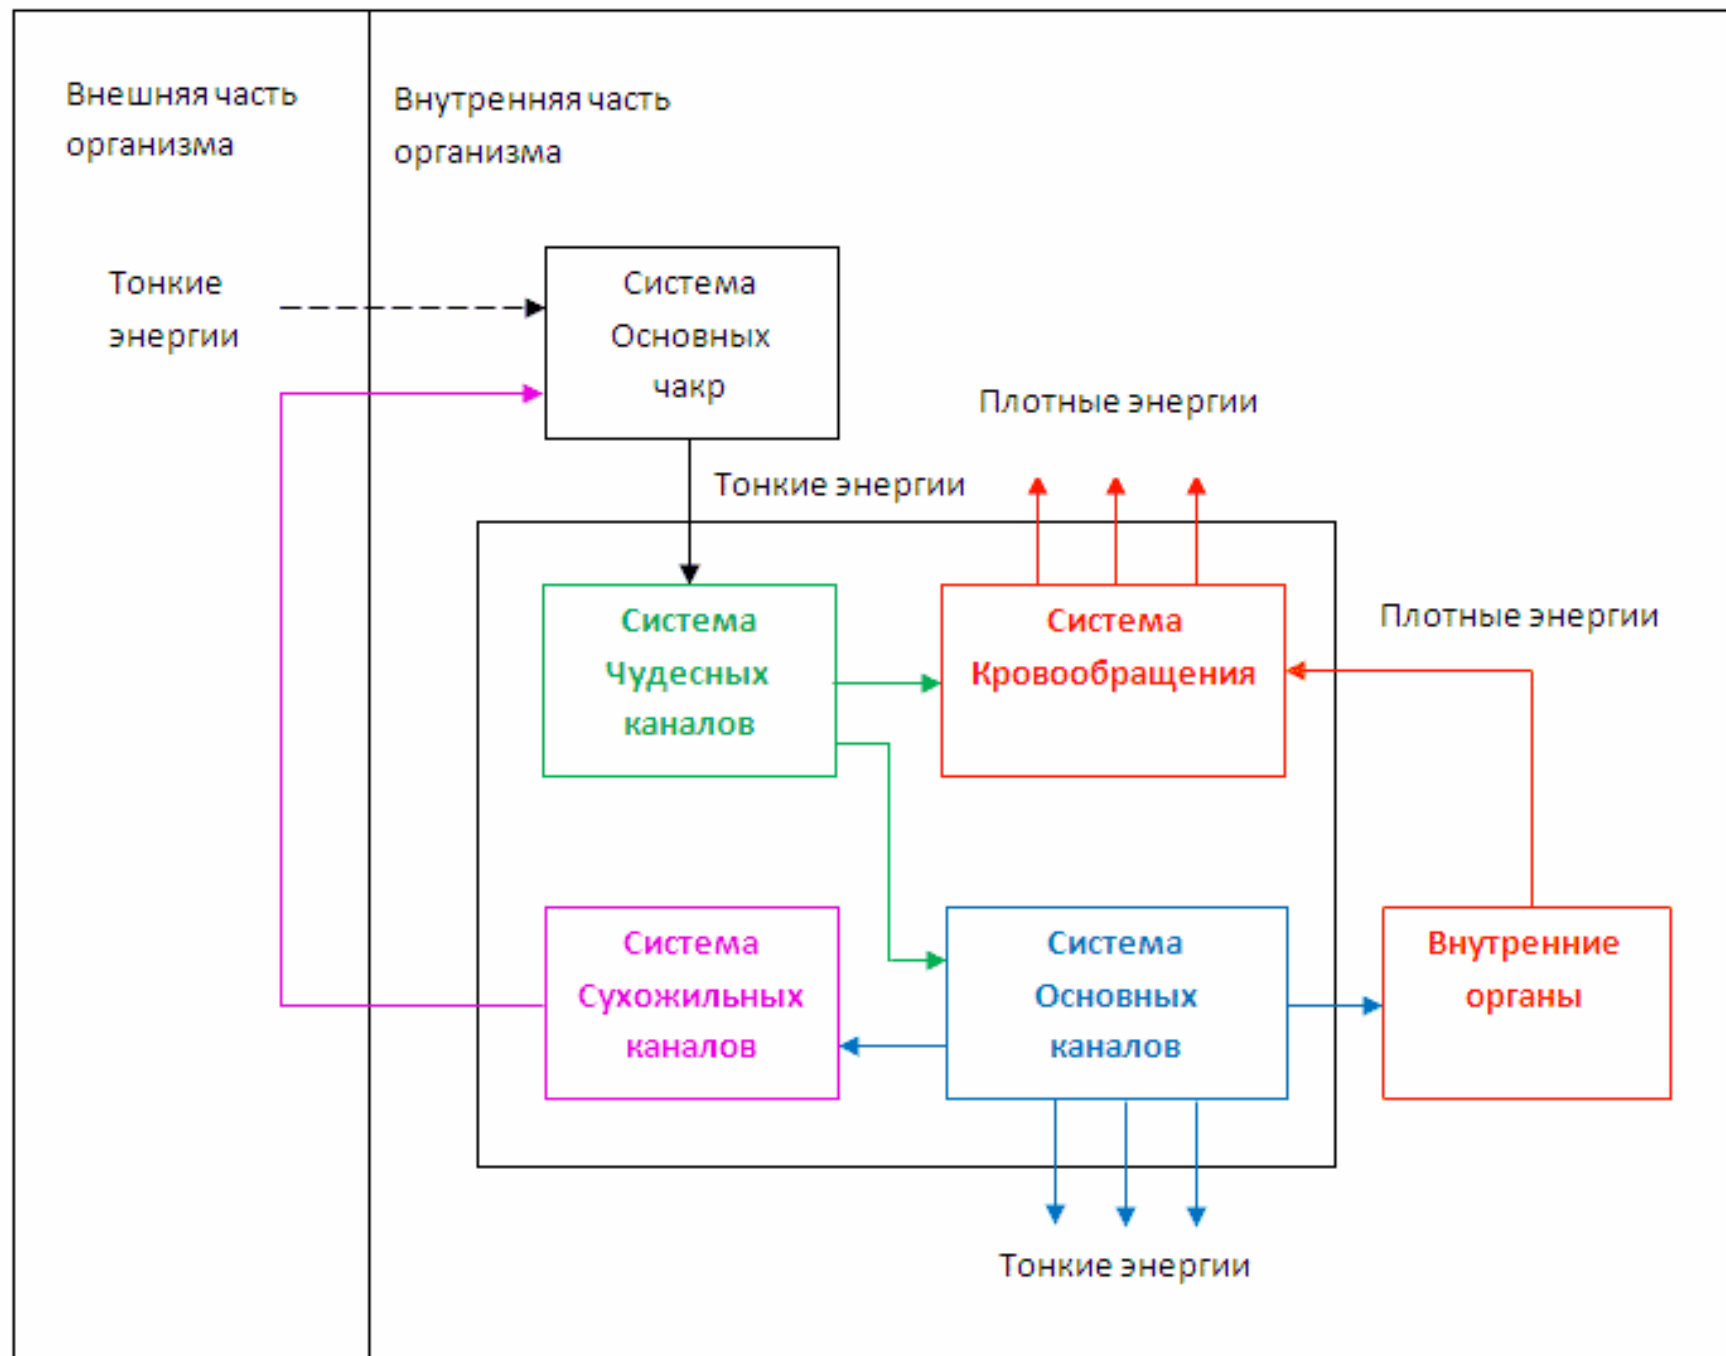 Внешняя часть
организма
Внутренняя часть
организма
Тонкие
энергии
Система
Основных
чакр
Плотные энергии
Тонкие энергии
Система
Чудесных
каналов
Система
Кровообращения
Плотные энергии
Система
Сухожильных
каналов
Система
Основных
каналов
Внутренние
органы
Тонкие энергии